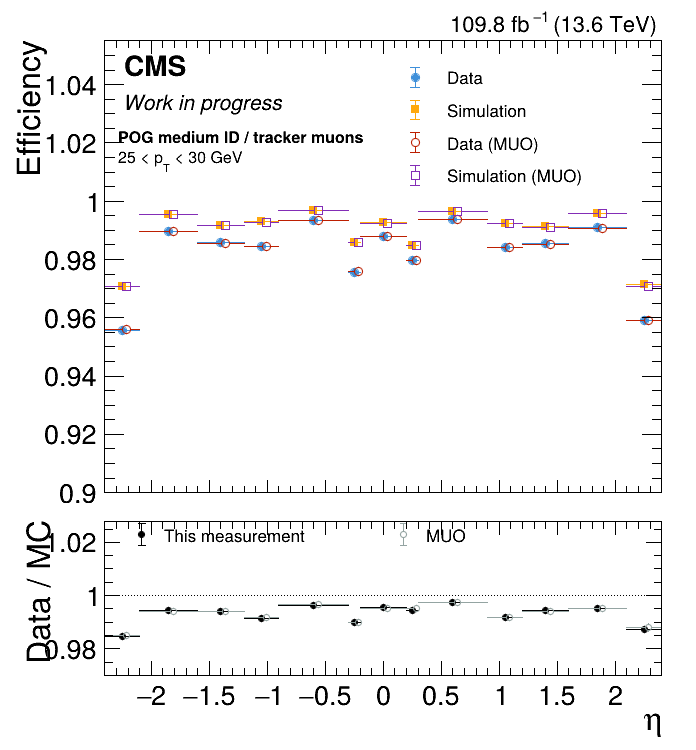 109.8 fb⁻¹ (13.6 TeV)
CMS
Work in progress
POG medium ID / tracker muons
25 < p_T < 30 GeV
Data
Simulation
Data (MUO)
Simulation (MUO)
Efficiency
1.04
1.02
1
0.98
0.96
0.94
0.92
0.9
This measurement
MUO
Data / MC
1.02
1
0.98
−2 −1.5 −1 −0.5 0 0.5 1 1.5 2
η